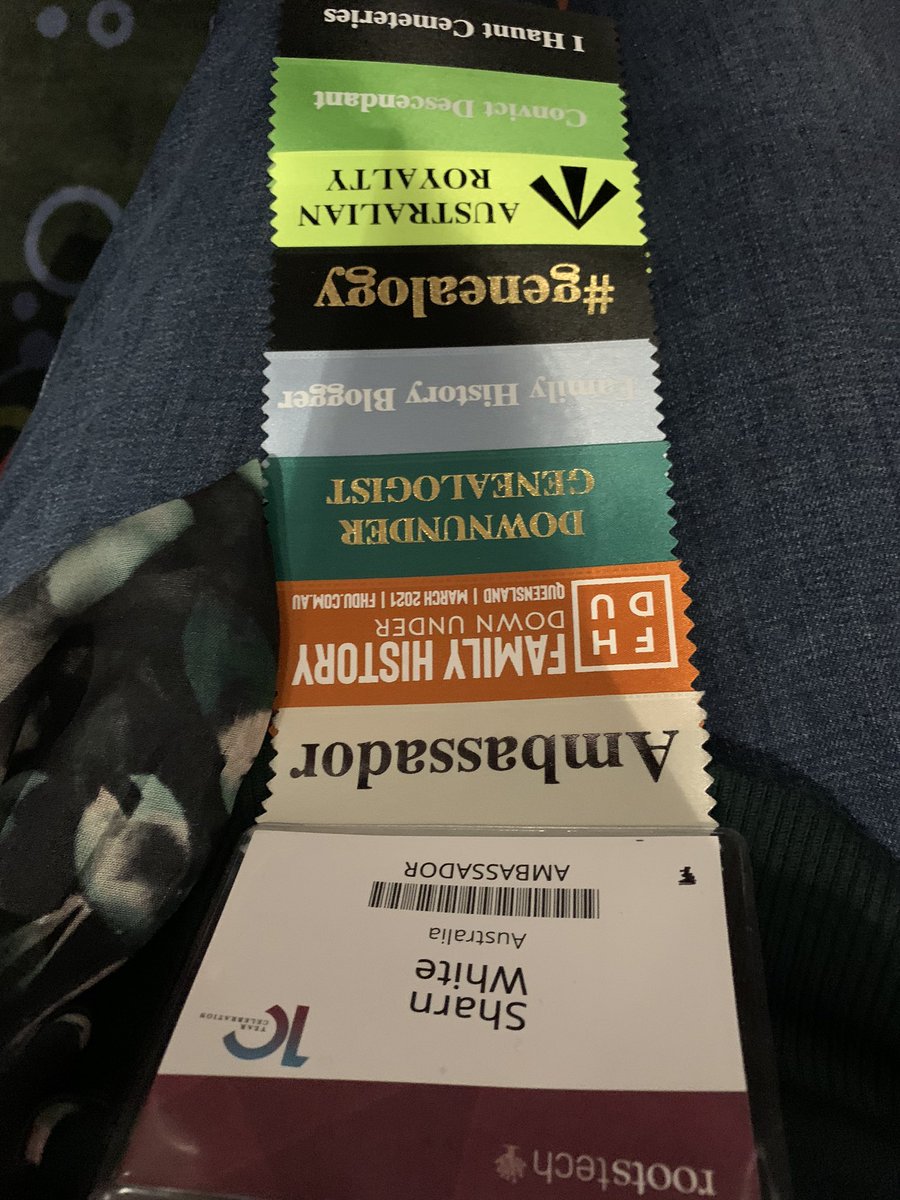 rootstech
10
YEAR
CELEBRATION
Sharn
White
Australia
AMBASSADOR
Ambassador
FH
DU
FAMILY HISTORY
DOWN UNDER
QUEENSLAND | MARCH 2021 | FHDU.COM.AU
DOWNUNDER
GENEALOGIST
Family History Blogger
#genealogy
AUSTRALIAN
ROYALTY
Convict Descendant
I Haunt Cemeteries